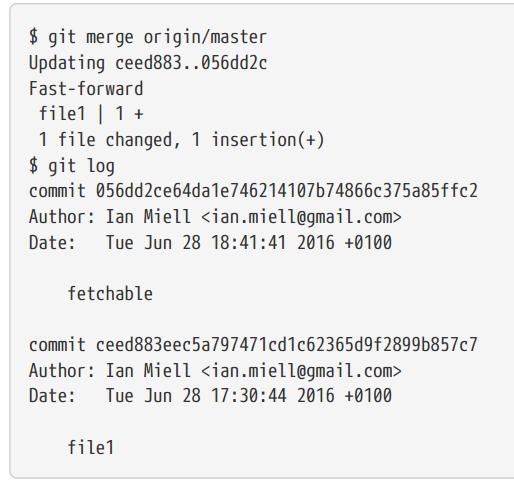 $ git merge origin/master
Updating ceed883..056dd2c
Fast-forward
 file1 | 1 +
 1 file changed, 1 insertion(+)
$ git log
commit 056dd2ce64da1e746214107b74866c375a85ffc2
Author: Ian Miell <ian.miell@gmail.com>
Date:   Tue Jun 28 18:41:41 2016 +0100

    fetchable

commit ceed883eec5a797471cd1c62365d9f2899b857c7
Author: Ian Miell <ian.miell@gmail.com>
Date:   Tue Jun 28 17:30:44 2016 +0100

    file1